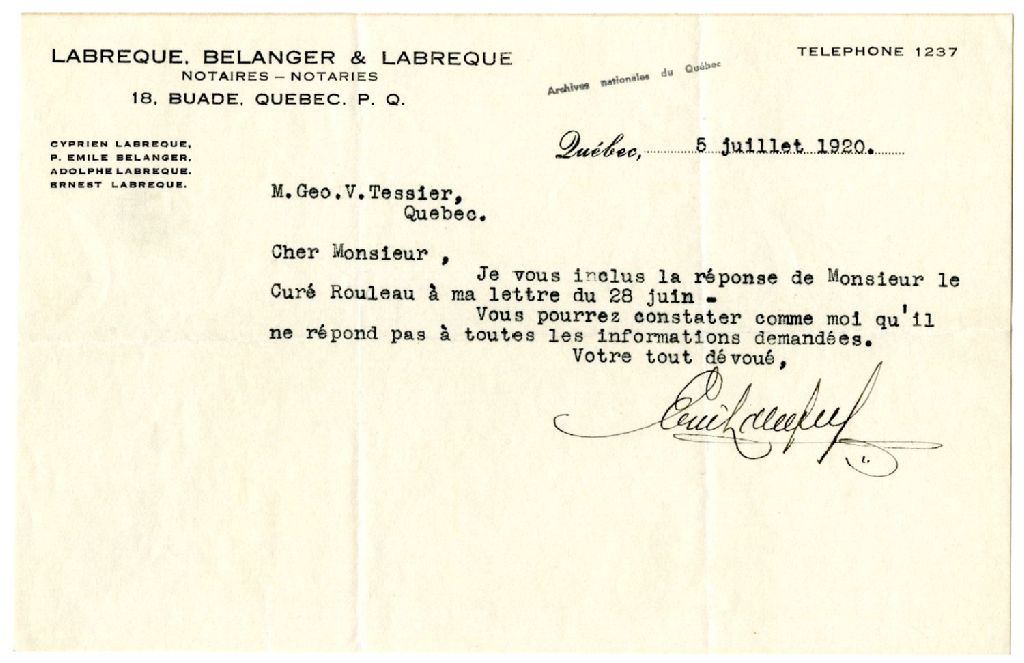 LABREQUE, BELANGER & LABREQUE
NOTAIRES – NOTARIES
18, BUADE, QUEBEC. P. Q.
TELEPHONE 1237
Archives nationales du Québec
CYPRIEN LABREQUE,
P. EMILE BELANGER.
ADOLPHE LABREQUE.
ERNEST LABREQUE.
Québec, 5 juillet 1920.
M.Geo.V.Tessier,
Quebec.
Cher Monsieur ,
Je vous inclus la réponse de Monsieur le
Curé Rouleau à ma lettre du 28 juin -
Vous pourrez constater comme moi qu'il
ne répond pas à toutes les informations demandées.
Votre tout dévoué,